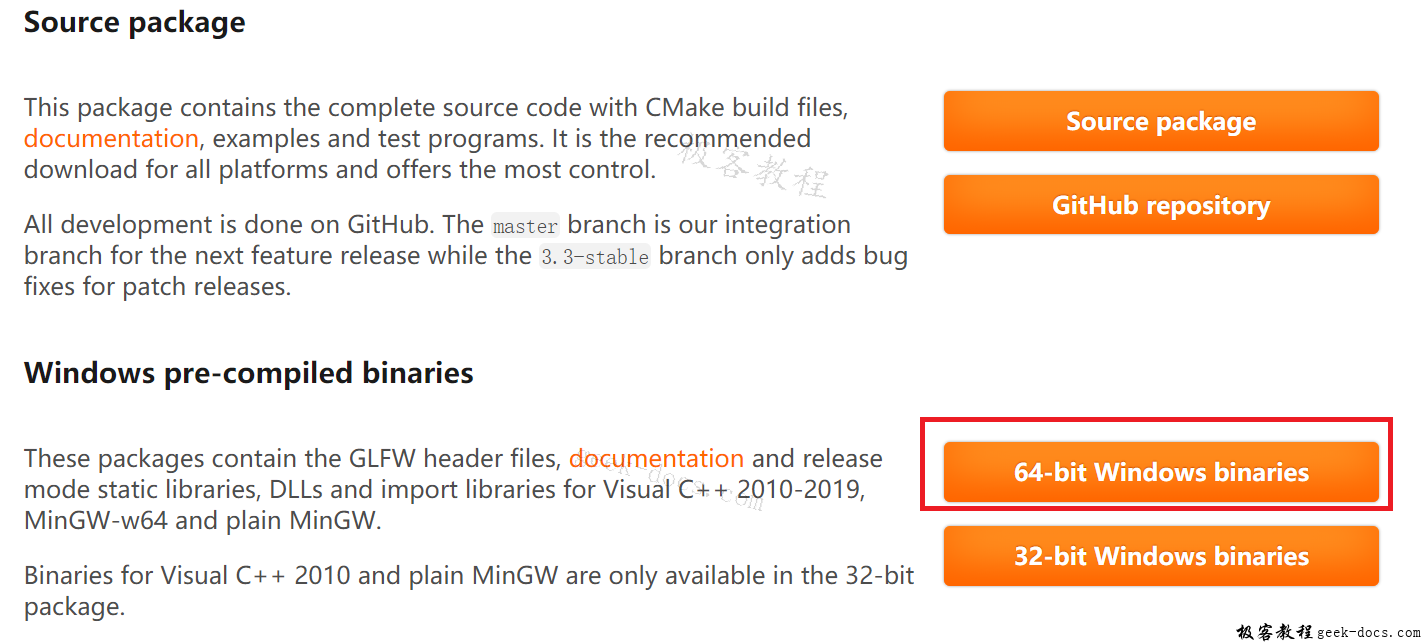 Source package
This package contains the complete source code with CMake build files,
documentation, examples and test programs. It is the recommended
download for all platforms and offers the most control.
All development is done on GitHub. The master branch is our integration
branch for the next feature release while the 3.3-stable branch only adds bug
fixes for patch releases.
Source package
GitHub repository
极客教程
Windows pre-compiled binaries
These packages contain the GLFW header files, documentation and release
mode static libraries, DLLs and import libraries for Visual C++ 2010-2019,
MinGW-w64 and plain MinGW.
Binaries for Visual C++ 2010 and plain MinGW are only available in the 32-bit
package.
64-bit Windows binaries
32-bit Windows binaries
geek-docs.com
极客教程 geek-docs.com